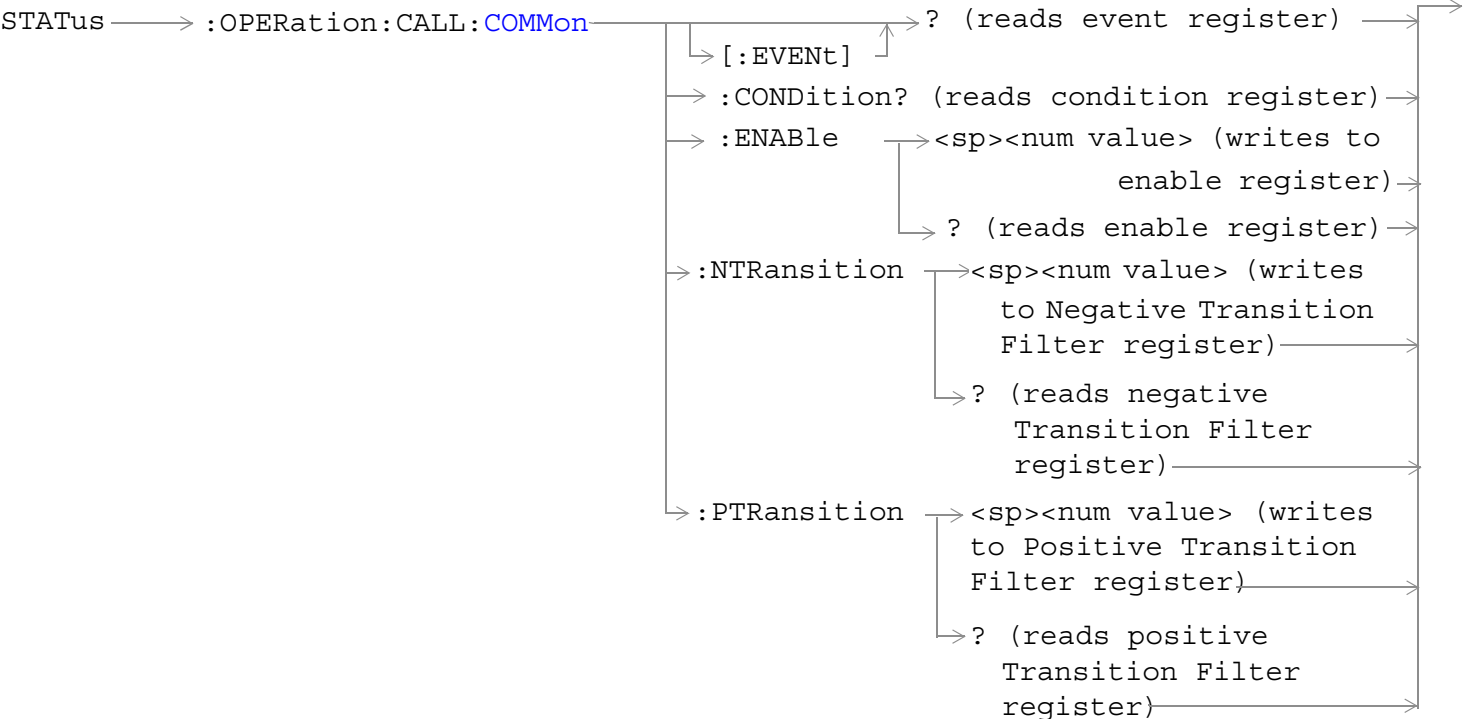 STATus :OPERation:CALL:COMMon ? (reads event register)
[:EVENt]
:CONDition? (reads condition register)
:ENABle <sp><num value> (writes to
enable register)
? (reads enable register)
:NTRansition <sp><num value> (writes
to Negative Transition
Filter register)
? (reads negative
Transition Filter
register)
:PTRansition <sp><num value> (writes
to Positive Transition
Filter register)
? (reads positive
Transition Filter
register)